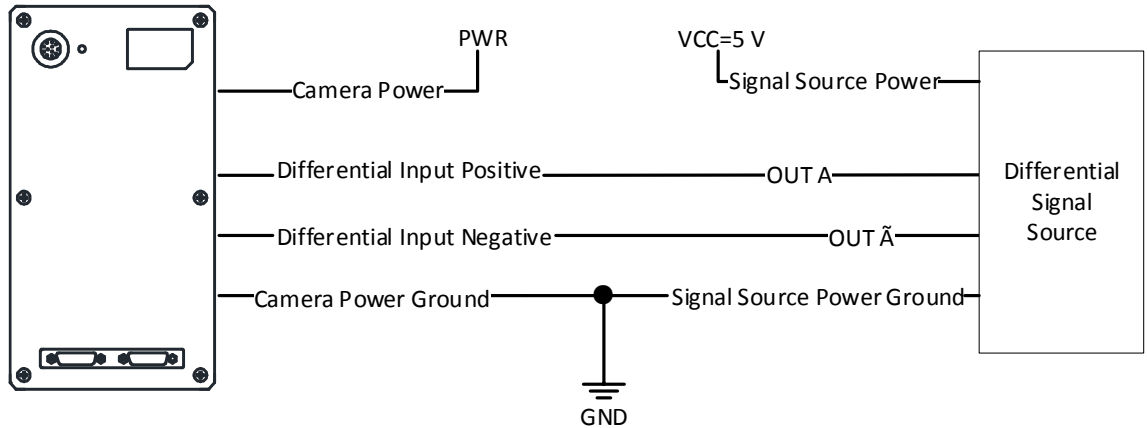 PWR
VCC=5 V
Camera Power
Signal Source Power
Differential Input Positive
OUT A
Differential
Signal
Source
Differential Input Negative
OUT Ã
Camera Power Ground
Signal Source Power Ground
GND